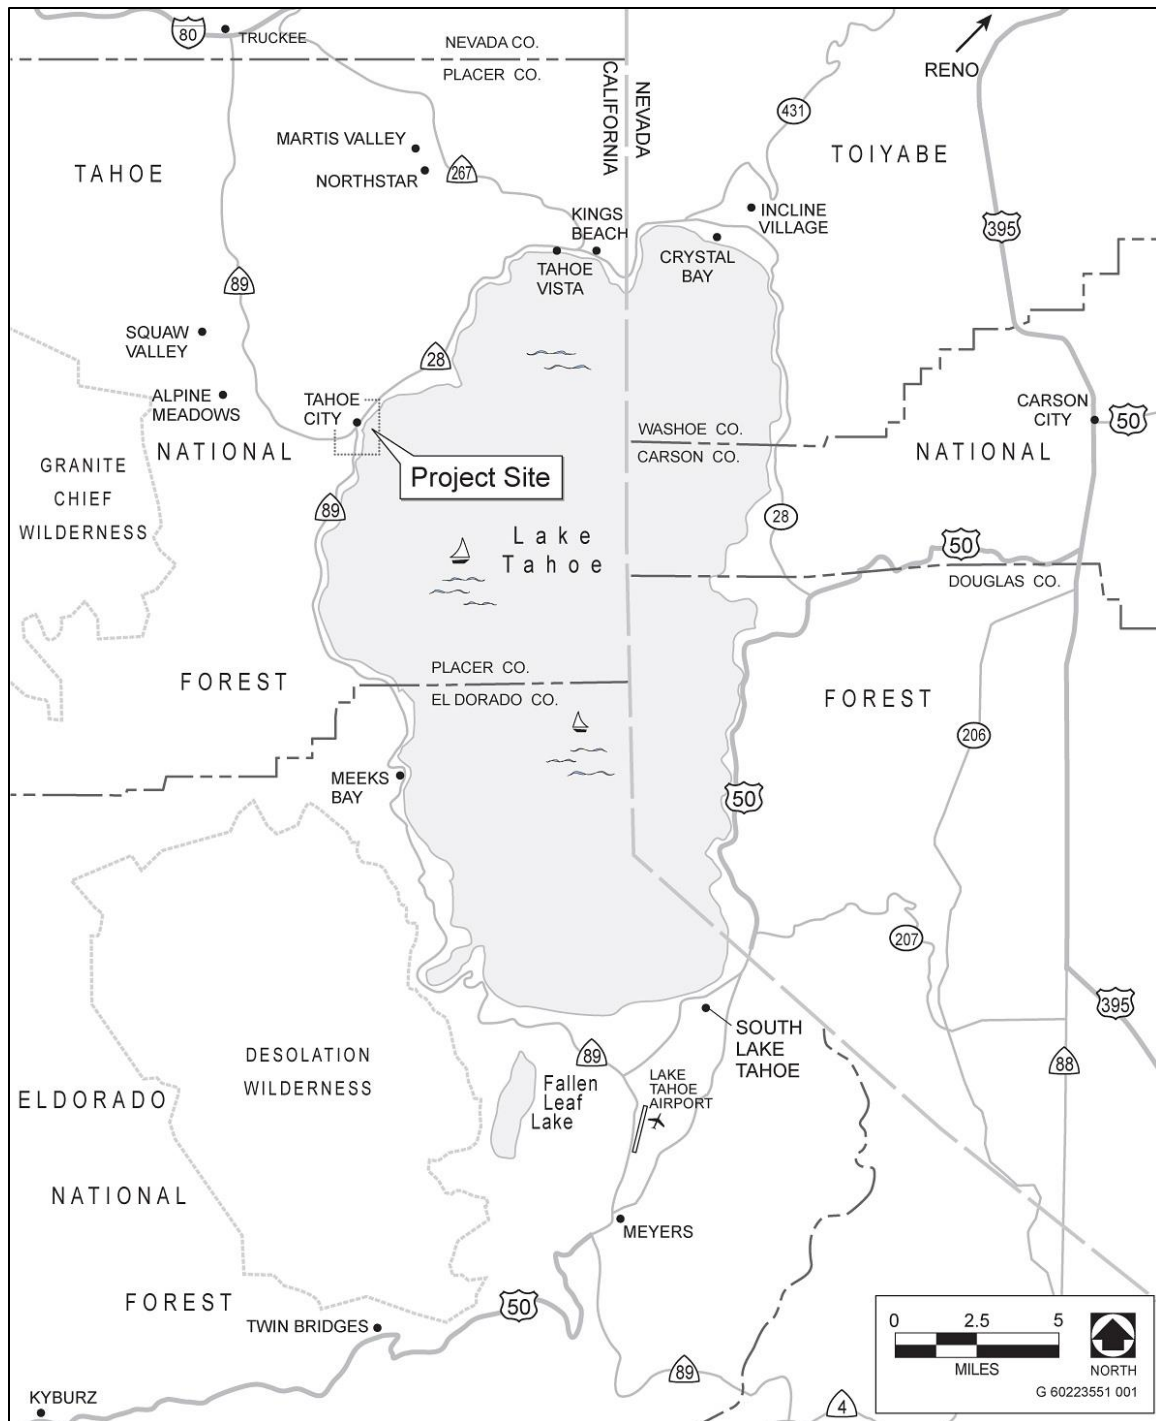 80
TRUCKEE
NEVADA CO.
PLACER CO.
CALIFORNIA
NEVADA
RENO
431
MARTIS VALLEY
NORTHSTAR
267
TAHOE
TOIYABE
INCLINE
VILLAGE
KINGS
BEACH
395
CRYSTAL
BAY
TAHOE
VISTA
89
SQUAW
VALLEY
28
ALPINE
MEADOWS
TAHOE
CITY
CARSON
CITY
50
WASHOE CO.
CARSON CO.
NATIONAL
NATIONAL
GRANITE
CHIEF
WILDERNESS
Project Site
89
28
Lake
Tahoe
50
DOUGLAS CO.
PLACER CO.
EL DORADO CO.
FOREST
FOREST
206
MEEKS
BAY
50
207
395
SOUTH
LAKE
TAHOE
89
88
DESOLATION
WILDERNESS
Fallen
Leaf
Lake
LAKE
TAHOE
AIRPORT
ELDORADO
NATIONAL
FOREST
MEYERS
50
TWIN BRIDGES
89
4
KYBURZ
0 2.5 5
MILES
NORTH
G 60223551 001